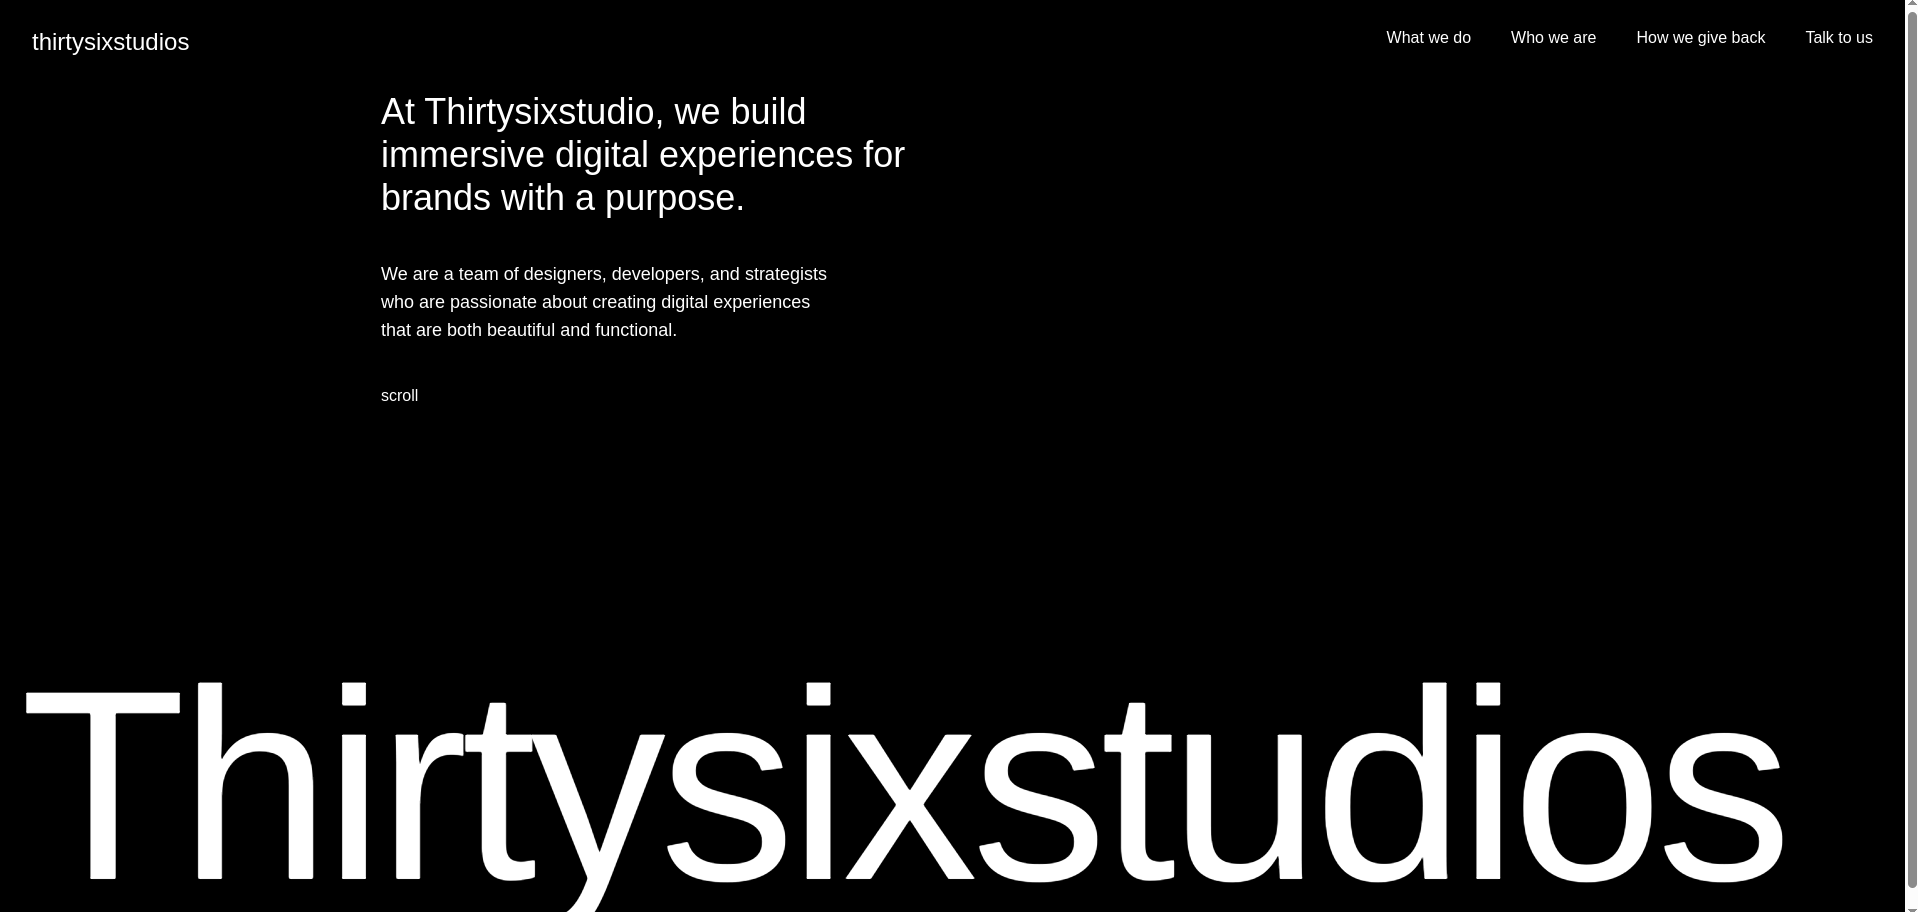 thirtysixstudios
What we do
Who we are
How we give back
Talk to us
At Thirtysixstudio, we build
immersive digital experiences for
brands with a purpose.
We are a team of designers, developers, and strategists
who are passionate about creating digital experiences
that are both beautiful and functional.
scroll
Thirtysixstudios